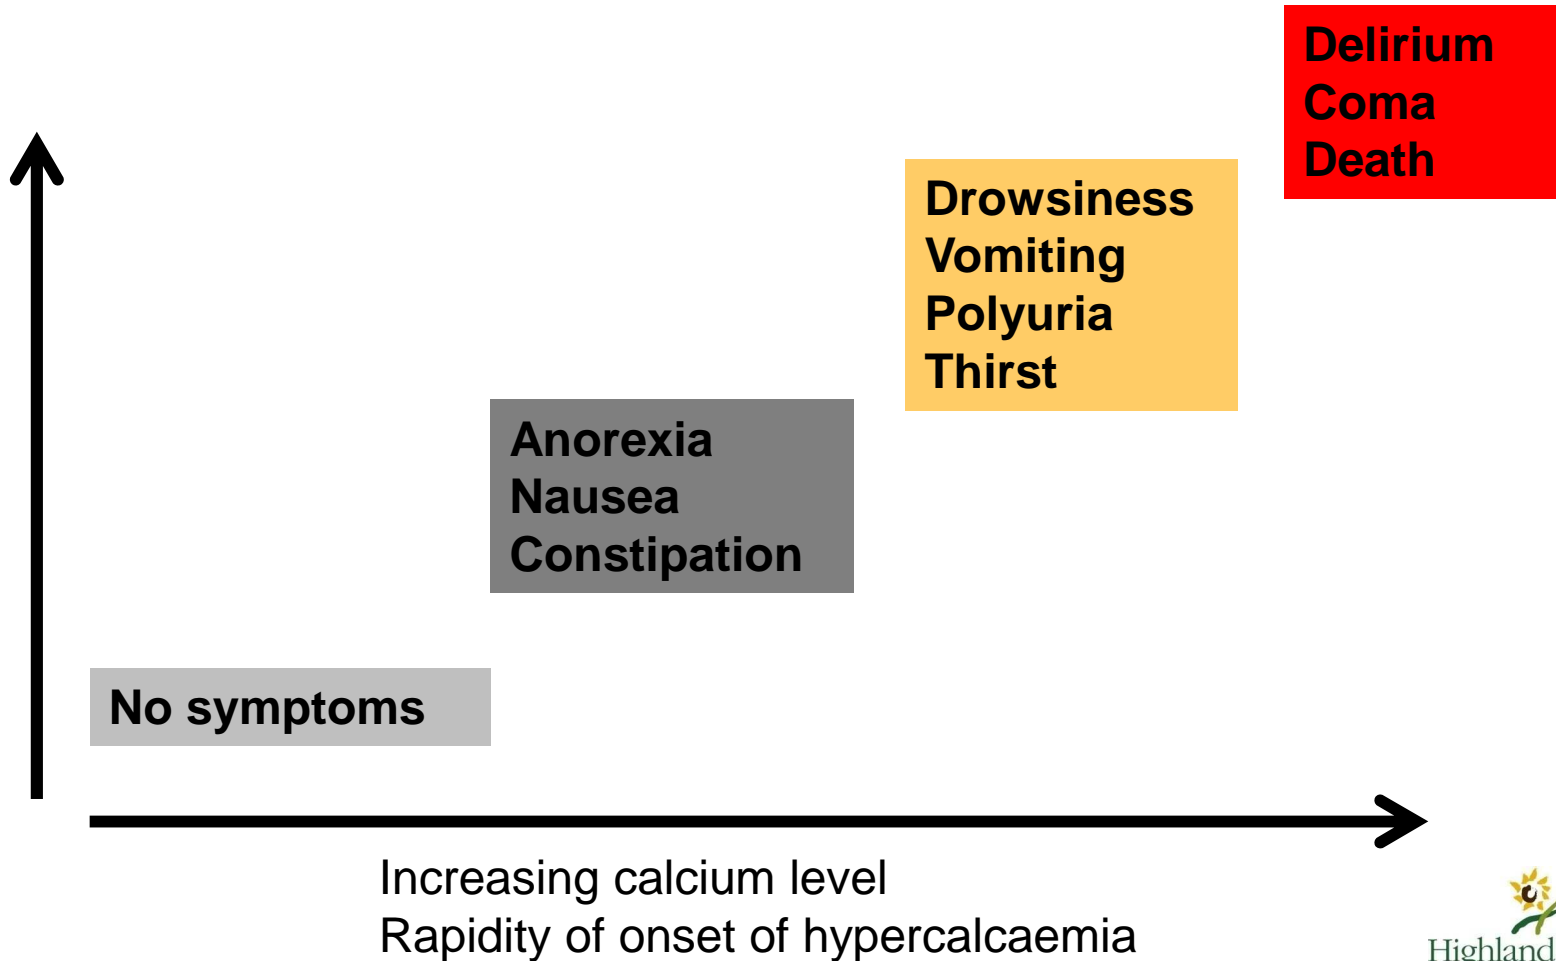 Delirium
Coma
Death
Drowsiness
Vomiting
Polyuria
Thirst
Anorexia
Nausea
Constipation
No symptoms
Increasing calcium level
Rapidity of onset of hypercalcaemia
Highland